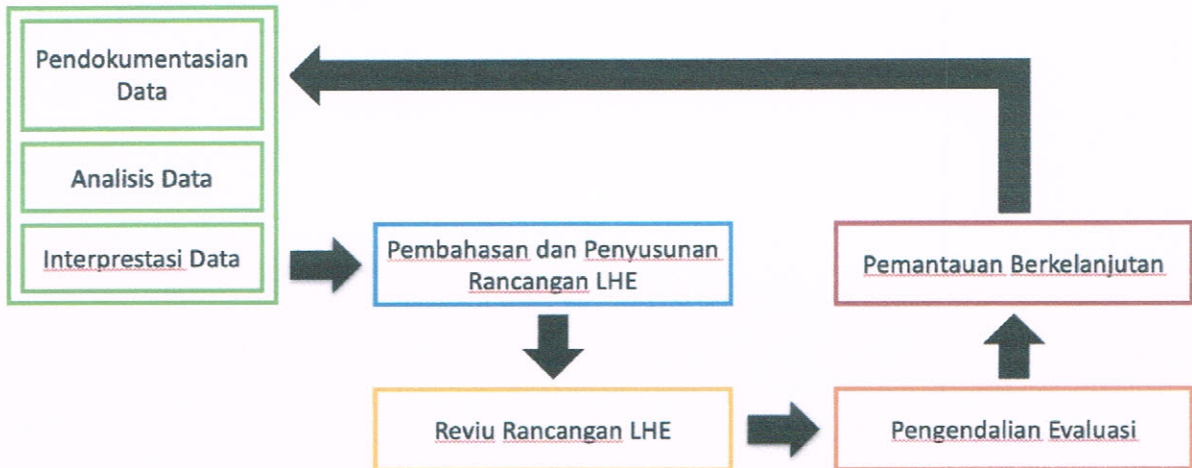 Pendokumentasian
Data
Analisis Data
Interprestasi Data
Pembahasan dan Penyusunan
Rancangan LHE
Reviu Rancangan LHE
Pengendalian Evaluasi
Pemantauan Berkelanjutan